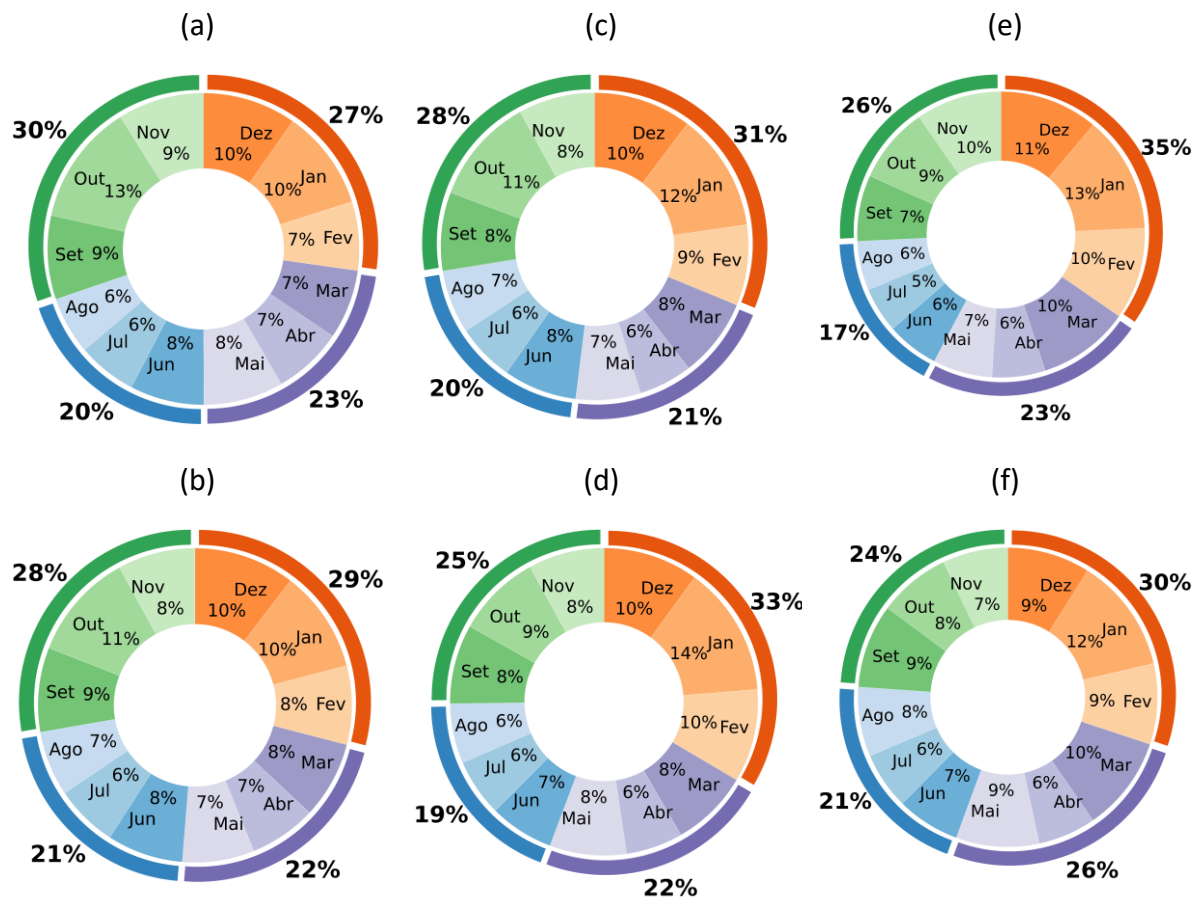 (a)
30%
27%
Dez
10%
Jan
10%
Fev
7%
Mar
7%
Abr
7%
Mai
8%
Jun
8%
Jul
6%
Ago
6%
Set 9%
Out 13%
Nov
9%
20%
23%
(c)
28%
31%
Dez
10%
Jan
12%
Fev
9%
Mar
8%
Abr
6%
Mai
7%
Jun
8%
Jul
6%
Ago
7%
Set 8%
Out
11%
Nov
8%
20%
21%
(e)
26%
35%
Dez
11%
Jan
13%
Fev
10%
Mar
10%
Abr
6%
Mai
7%
Jun
6%
Jul
5%
Ago 6%
Set 7%
Out
9%
Nov
10%
17%
23%
(b)
28%
29%
Dez
10%
Jan
10%
Fev
8%
Mar
8%
Abr
7%
Mai
7%
Jun
8%
Jul
6%
Ago
7%
Set 9%
Out
11%
Nov
8%
21%
22%
(d)
25%
33%
Dez
10%
Jan
14%
Fev
10%
Mar
8%
Abr
6%
Mai
8%
Jun
7%
Jul
6%
Ago 6%
Set 8%
Out
9%
Nov
8%
19%
22%
(f)
24%
30%
Dez
9%
Jan
12%
Fev
9%
Mar
10%
Abr
6%
Mai
9%
Jun
7%
Jul
6%
Ago 8%
Set 9%
Out
8%
Nov
7%
21%
26%